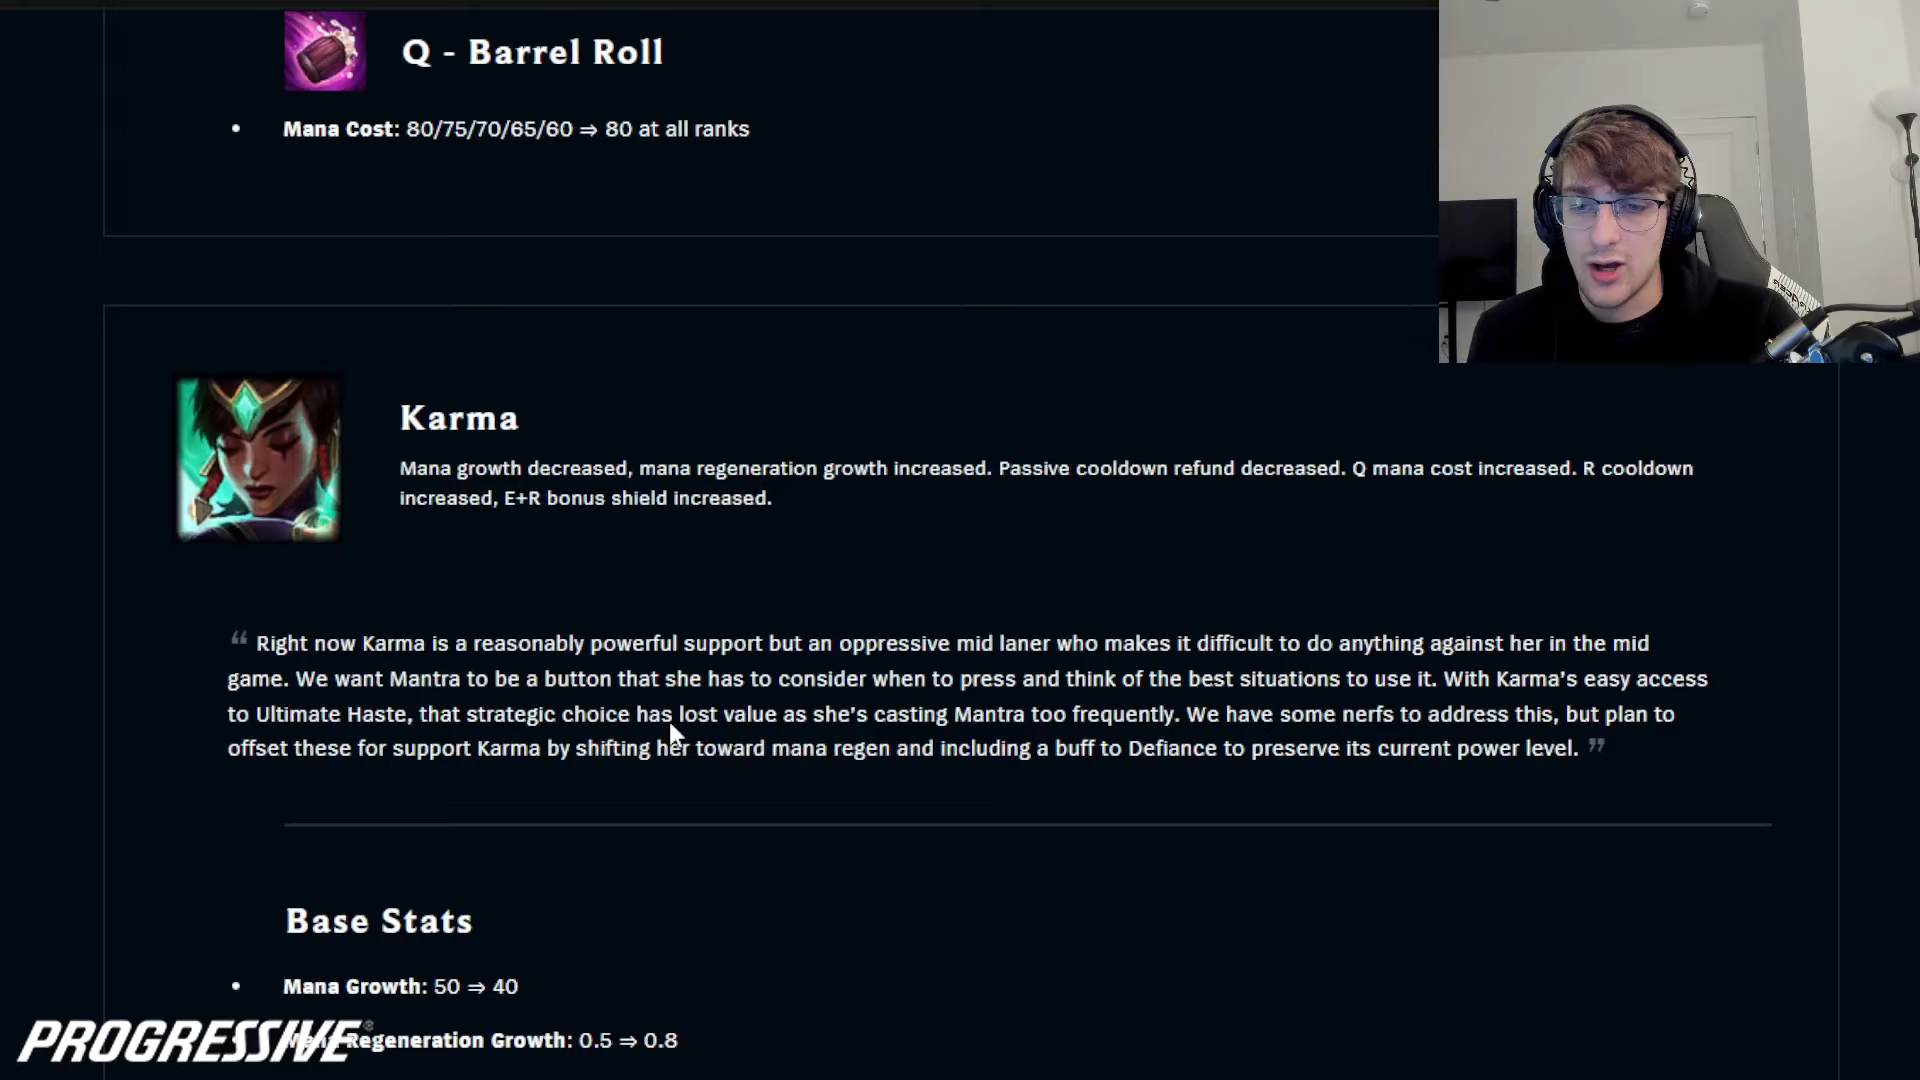 Q - Barrel Roll
• Mana Cost: 80/75/70/65/60 ⇒ 80 at all ranks
Karma
Mana growth decreased, mana regeneration growth increased. Passive cooldown refund decreased. Q mana cost increased. R cooldown
increased, E+R bonus shield increased.
“ Right now Karma is a reasonably powerful support but an oppressive mid laner who makes it difficult to do anything against her in the mid
game. We want Mantra to be a button that she has to consider when to press and think of the best situations to use it. With Karma's easy access
to Ultimate Haste, that strategic choice has lost value as she's casting Mantra too frequently. We have some nerfs to address this, but plan to
offset these for support Karma by shifting her toward mana regen and including a buff to Defiance to preserve its current power level. ”
Base Stats
• Mana Growth: 50 ⇒ 40
Regeneration Growth: 0.5 ⇒ 0.8
PROGRESSIVE®